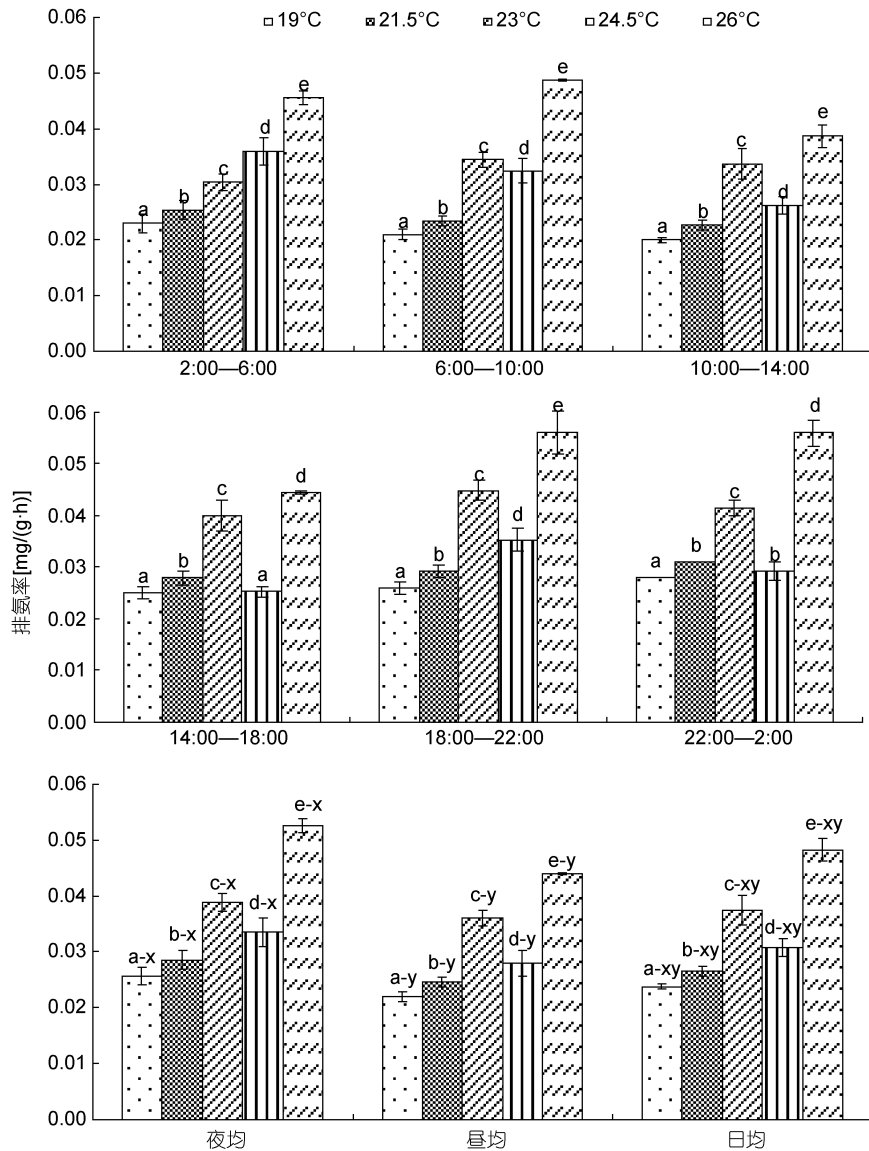 0.06
□ 19°C ▩ 21.5°C ▨ 23°C □ 24.5°C □ 26°C
0.05
0.04
0.03
0.02
0.01
0.00
a b c d e
a b c d e
a b c d e
2:00—6:00 6:00—10:00 10:00—14:00
排氨率[mg/(g·h)]
0.06
0.05
0.04
0.03
0.02
0.01
0.00
a b c a d
a b c d e
a b c b d
14:00—18:00 18:00—22:00 22:00—2:00
0.06
0.05
0.04
0.03
0.02
0.01
0.00
a-x b-x c-x d-x e-x
a-y b-y c-y d-y e-y
a-xy b-xy c-xy d-xy e-xy
夜均 昼均 日均